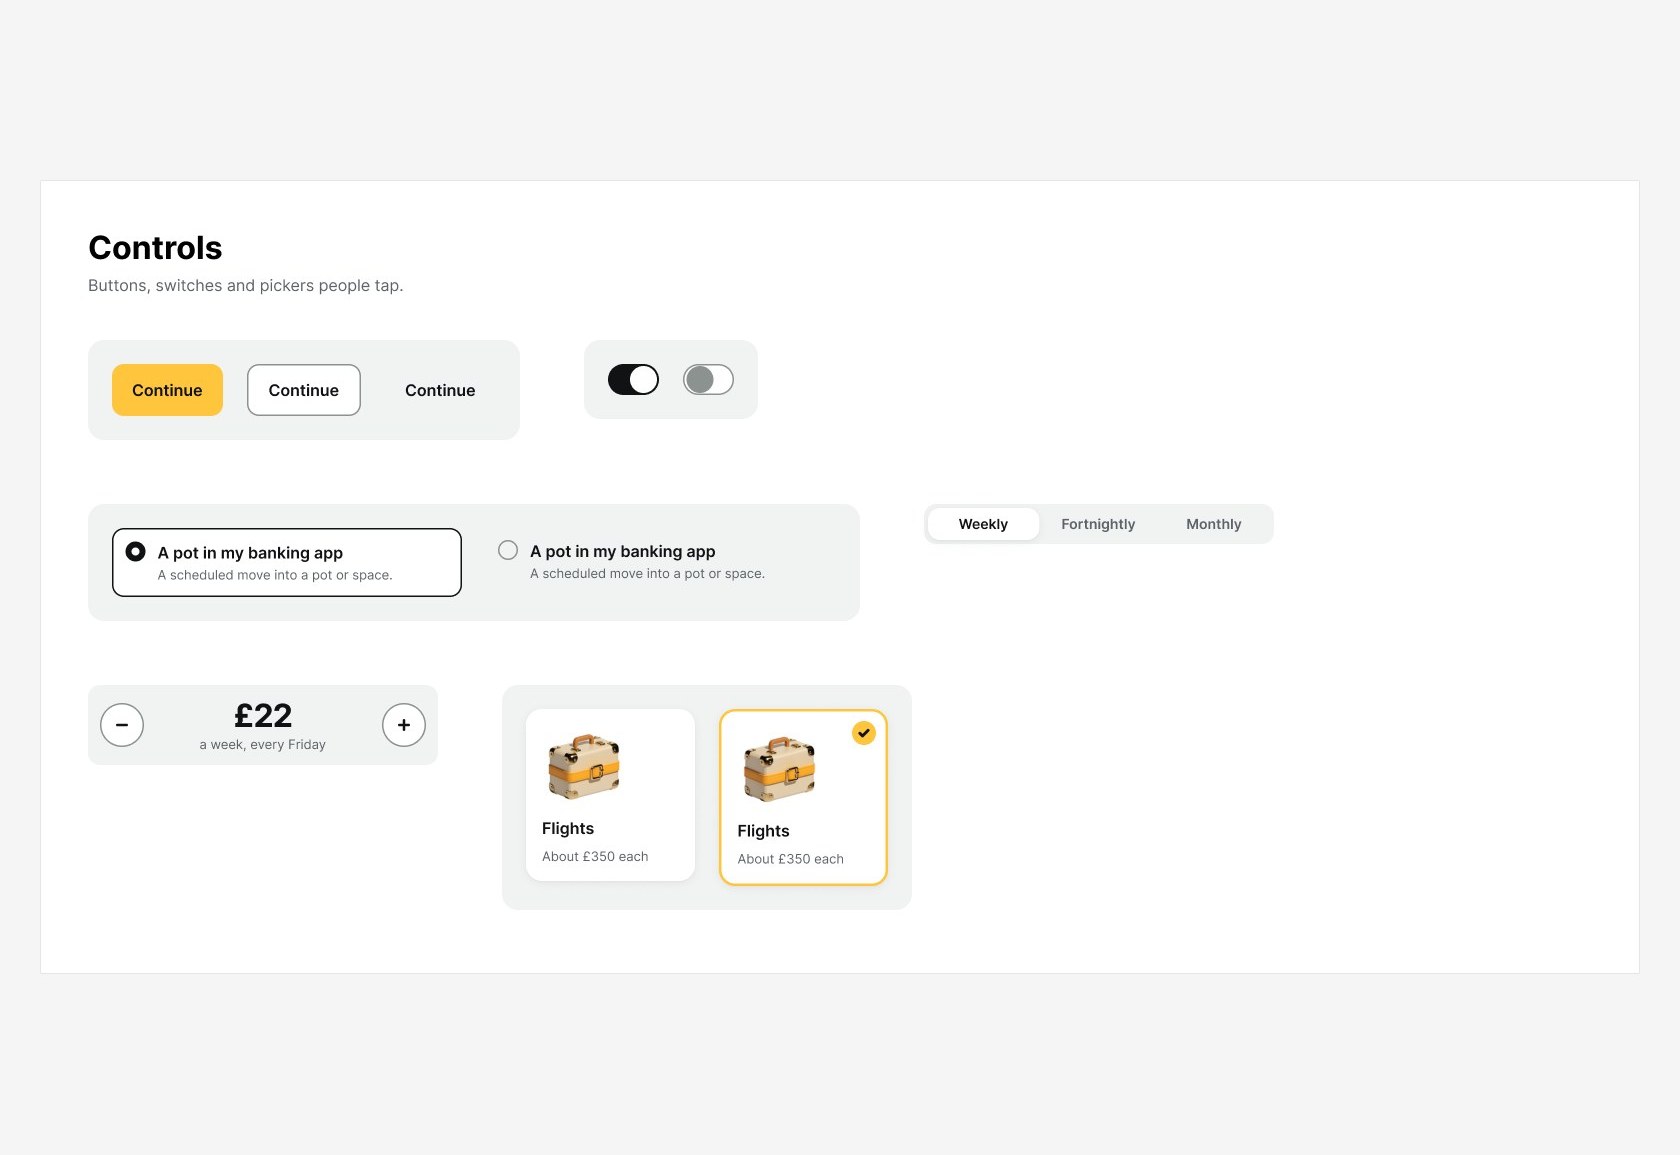 Controls
Buttons, switches and pickers people tap.
Continue
Continue
Continue
A pot in my banking app
A scheduled move into a pot or space.
A pot in my banking app
A scheduled move into a pot or space.
Weekly
Fortnightly
Monthly
£22
a week, every Friday
Flights
About £350 each
Flights
About £350 each